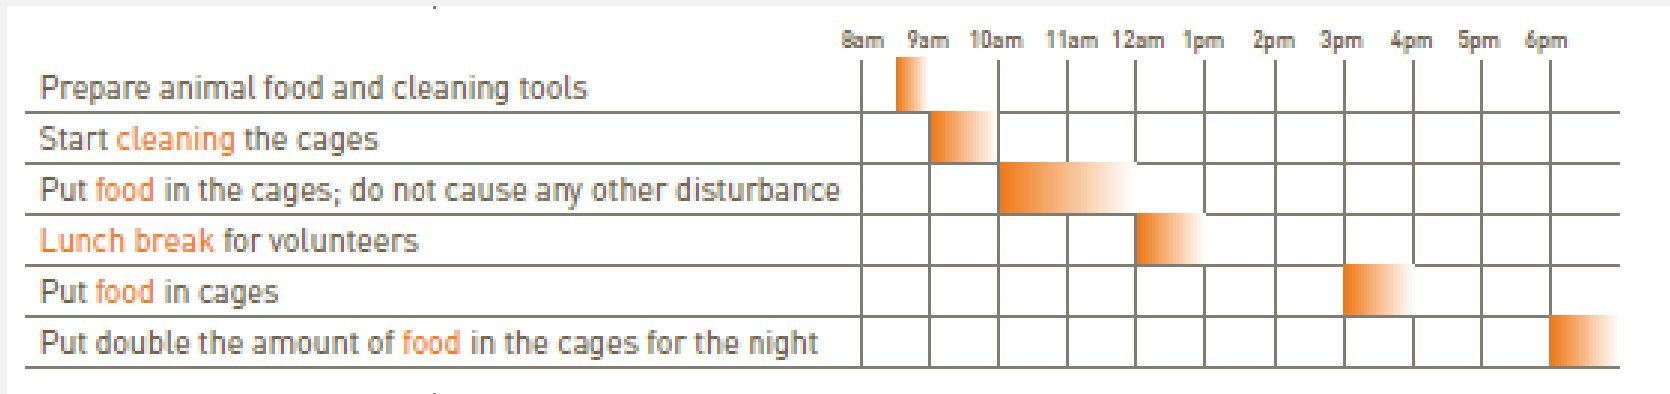 8am 9am 10am 11am 12am 1pm 2pm 3pm 4pm 5pm 6pm
Prepare animal food and cleaning tools
Start cleaning the cages
Put food in the cages; do not cause any other disturbance
Lunch break for volunteers
Put food in cages
Put double the amount of food in the cages for the night